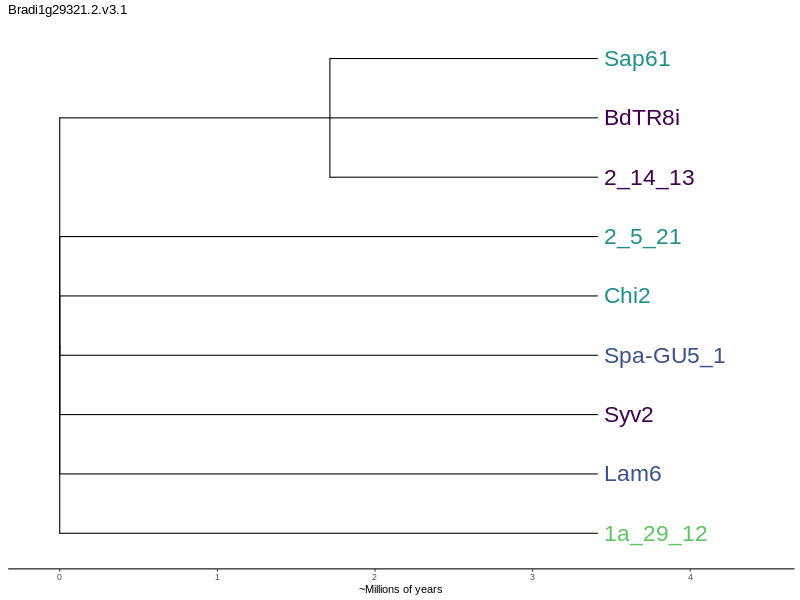 Bradi1g29321.2.v3.1
Sap61
BdTR8i
2_14_13
2_5_21
Chi2
Spa-GU5_1
Syv2
Lam6
1a_29_12
0 1 2 3 4
~Millions of years